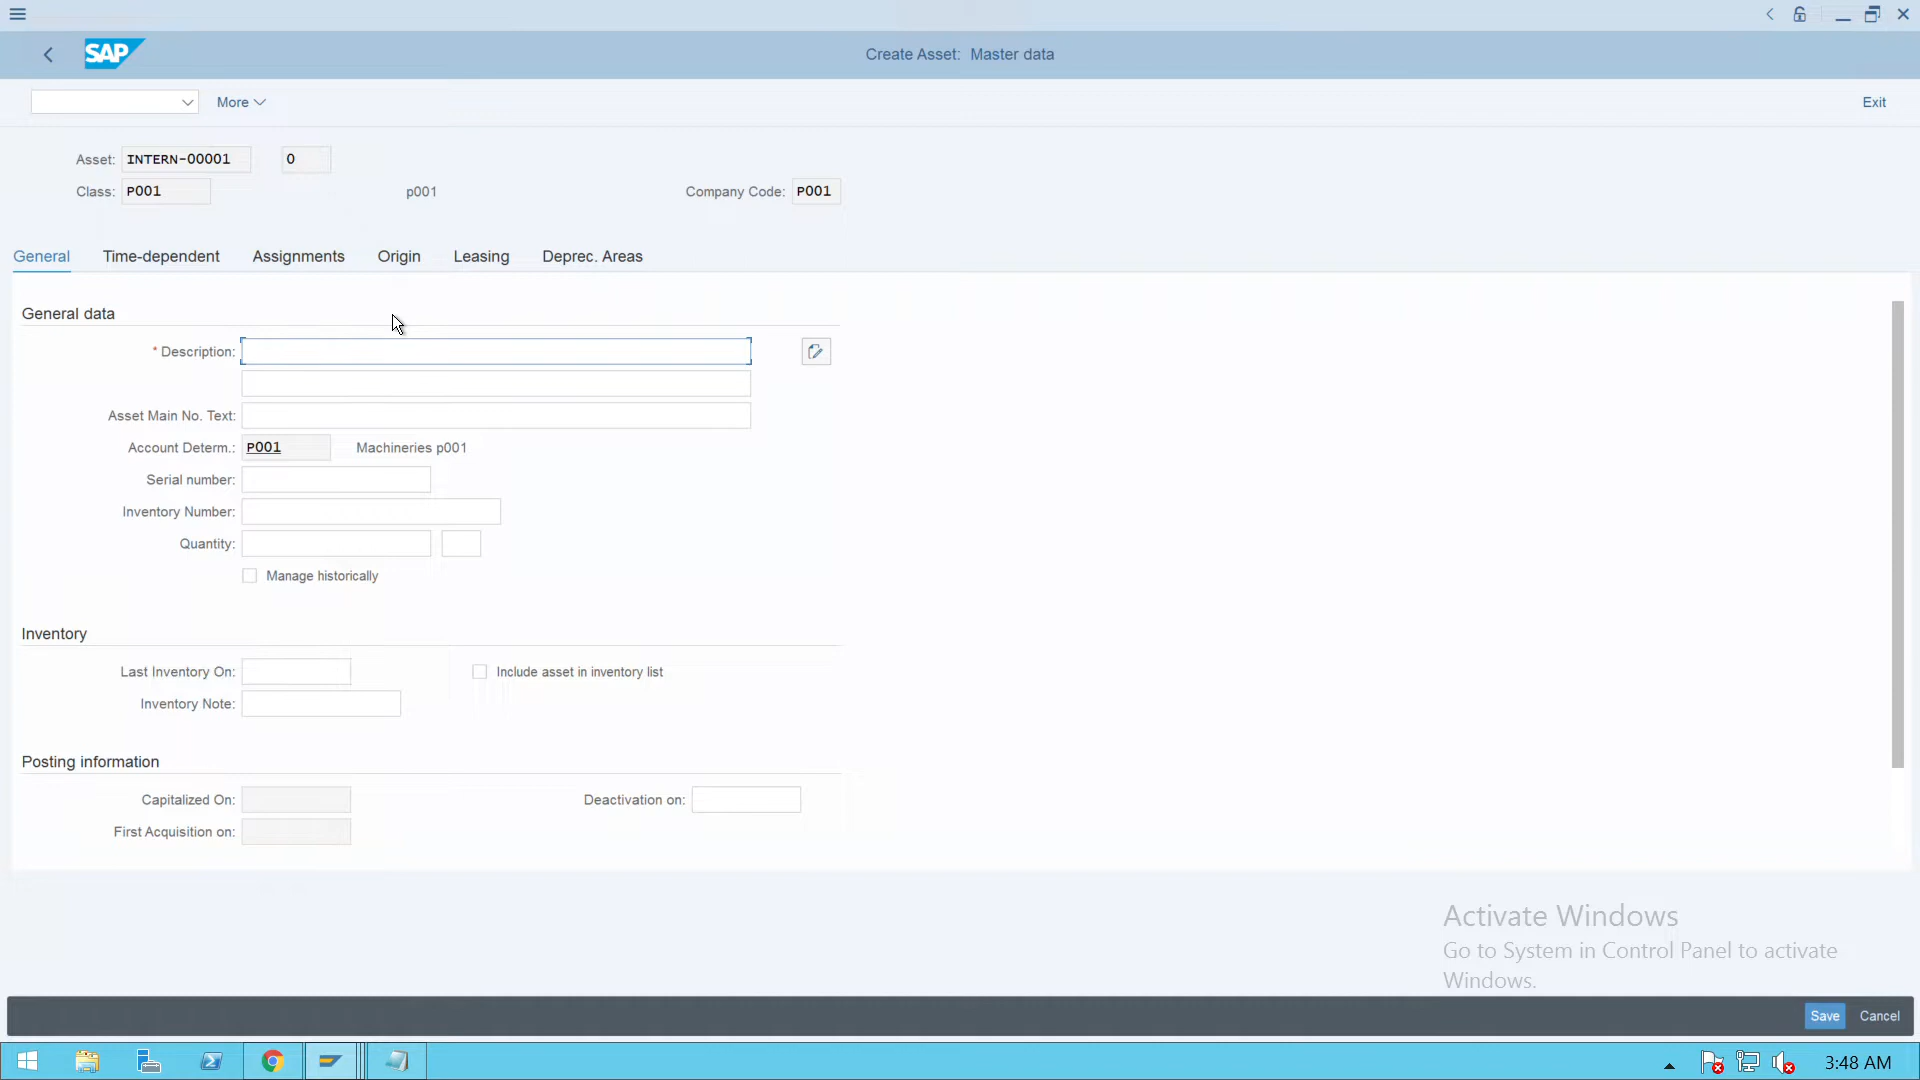 SAP
Create Asset: Master data
More
Exit
Asset: INTERN-00001 0
Class: P001 p001 Company Code: P001
General Time-dependent Assignments Origin Leasing Deprec. Areas
General data
* Description:
Asset Main No. Text:
Account Determ.: P001 Machineries p001
Serial number:
Inventory Number:
Quantity:
Manage historically
Inventory
Last Inventory On: Include asset in inventory list
Inventory Note:
Posting information
Capitalized On: Deactivation on:
First Acquisition on:
Activate Windows
Go to System in Control Panel to activate
Windows.
Save Cancel
3:48 AM